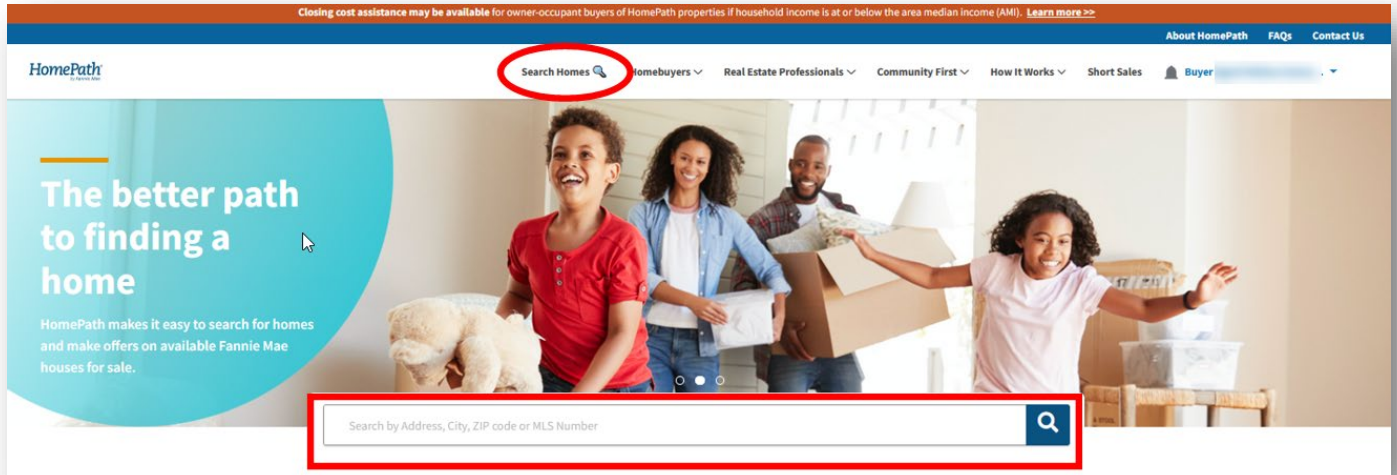 Closing cost assistance may be available for owner-occupant buyers of HomePath properties if household income is at or below the area median income (AMI). Learn more >>
About HomePath FAQs Contact Us
HomePath
by Fannie Mae
Search Homes Homebuyers Real Estate Professionals Community First How It Works Short Sales Buyer
The better path
to finding a
home
HomePath makes it easy to search for homes
and make offers on available Fannie Mae
houses for sale.
Search by Address, City, ZIP code or MLS Number